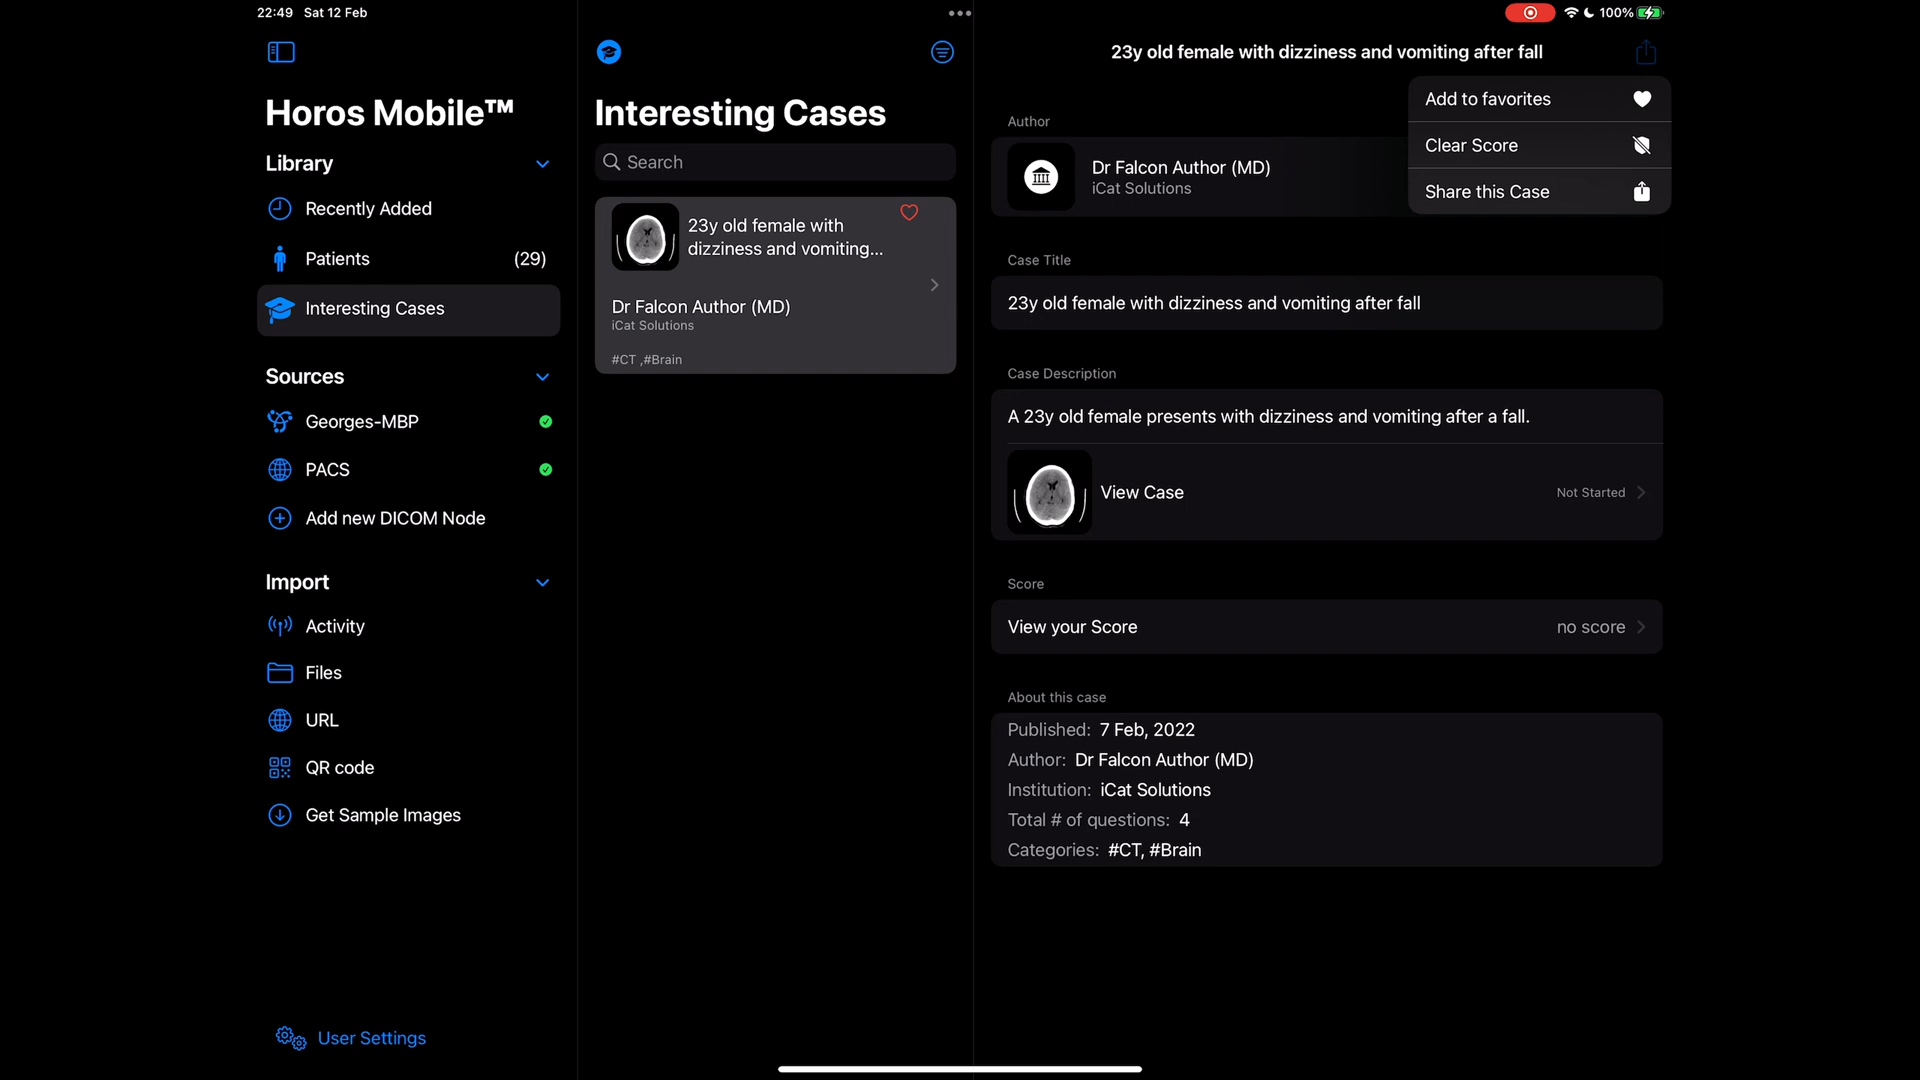 22:49 Sat 12 Feb
100%
Horos Mobile™
Library
Recently Added
Patients (29)
Interesting Cases
Sources
Georges-MBP
PACS
Add new DICOM Node
Import
Activity
Files
URL
QR code
Get Sample Images
User Settings
Interesting Cases
Search
23y old female with
dizziness and vomiting...
Dr Falcon Author (MD)
iCat Solutions
#CT ,#Brain
23y old female with dizziness and vomiting after fall
Add to favorites
Clear Score
Share this Case
Author
Dr Falcon Author (MD)
iCat Solutions
Case Title
23y old female with dizziness and vomiting after fall
Case Description
A 23y old female presents with dizziness and vomiting after a fall.
View Case Not Started
Score
View your Score no score
About this case
Published: 7 Feb, 2022
Author: Dr Falcon Author (MD)
Institution: iCat Solutions
Total # of questions: 4
Categories: #CT, #Brain